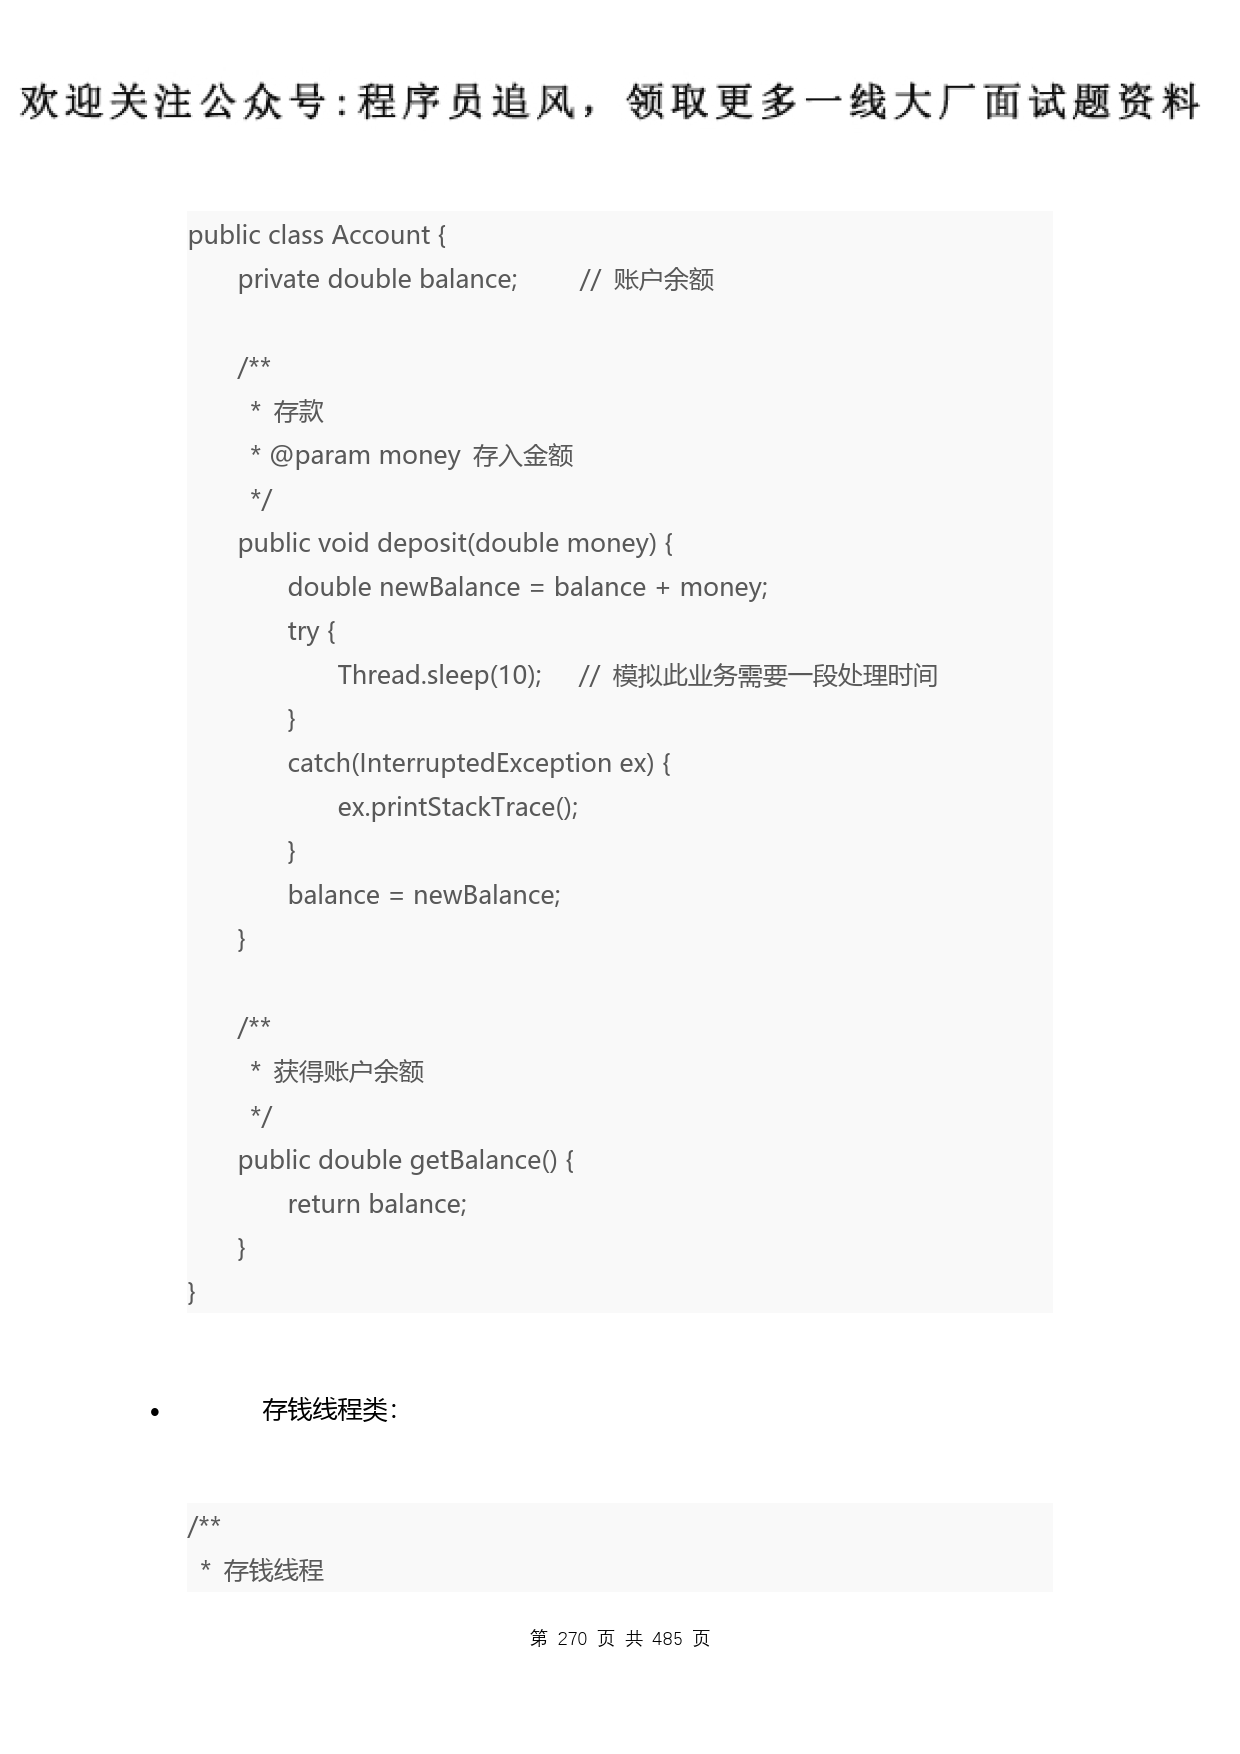 欢迎关注公众号:程序员追风，领取更多一线大厂面试题资料
public class Account {
    private double balance;     // 账户余额
    /**
     * 存款
     * @param money 存入金额
     */
    public void deposit(double money) {
        double newBalance = balance + money;
        try {
            Thread.sleep(10);   // 模拟此业务需要一段处理时间
        }
        catch(InterruptedException ex) {
            ex.printStackTrace();
        }
        balance = newBalance;
    }
    /**
     * 获得账户余额
     */
    public double getBalance() {
        return balance;
    }
}
• 存钱线程类：
/**
 * 存钱线程
第 270 页 共 485 页